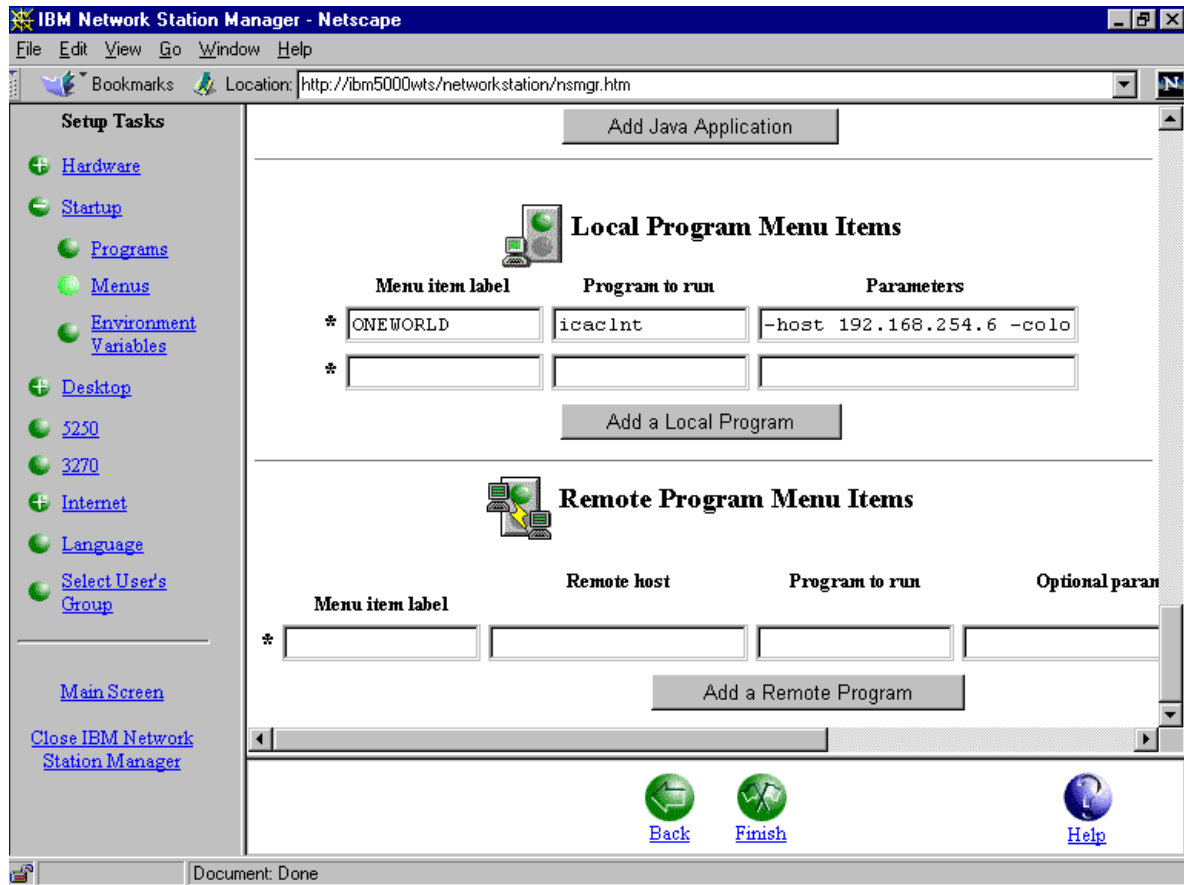 IBM Network Station Manager - Netscape
File Edit View Go Window Help
Bookmarks Location: http://ibm5000wts/networkstation/nsmgr.htm N
Setup Tasks
Hardware
Startup
Programs
Menus
Environment
Variables
Desktop
5250
3270
Internet
Language
Select User's
Group
Main Screen
Close IBM Network
Station Manager
Add Java Application
Local Program Menu Items
Menu item label Program to run Parameters
* ONEWORLD icaclnt -host 192.168.254.6 -colo
*
Add a Local Program
Remote Program Menu Items
Menu item label Remote host Program to run Optional param
*
Add a Remote Program
Back Finish Help
Document: Done